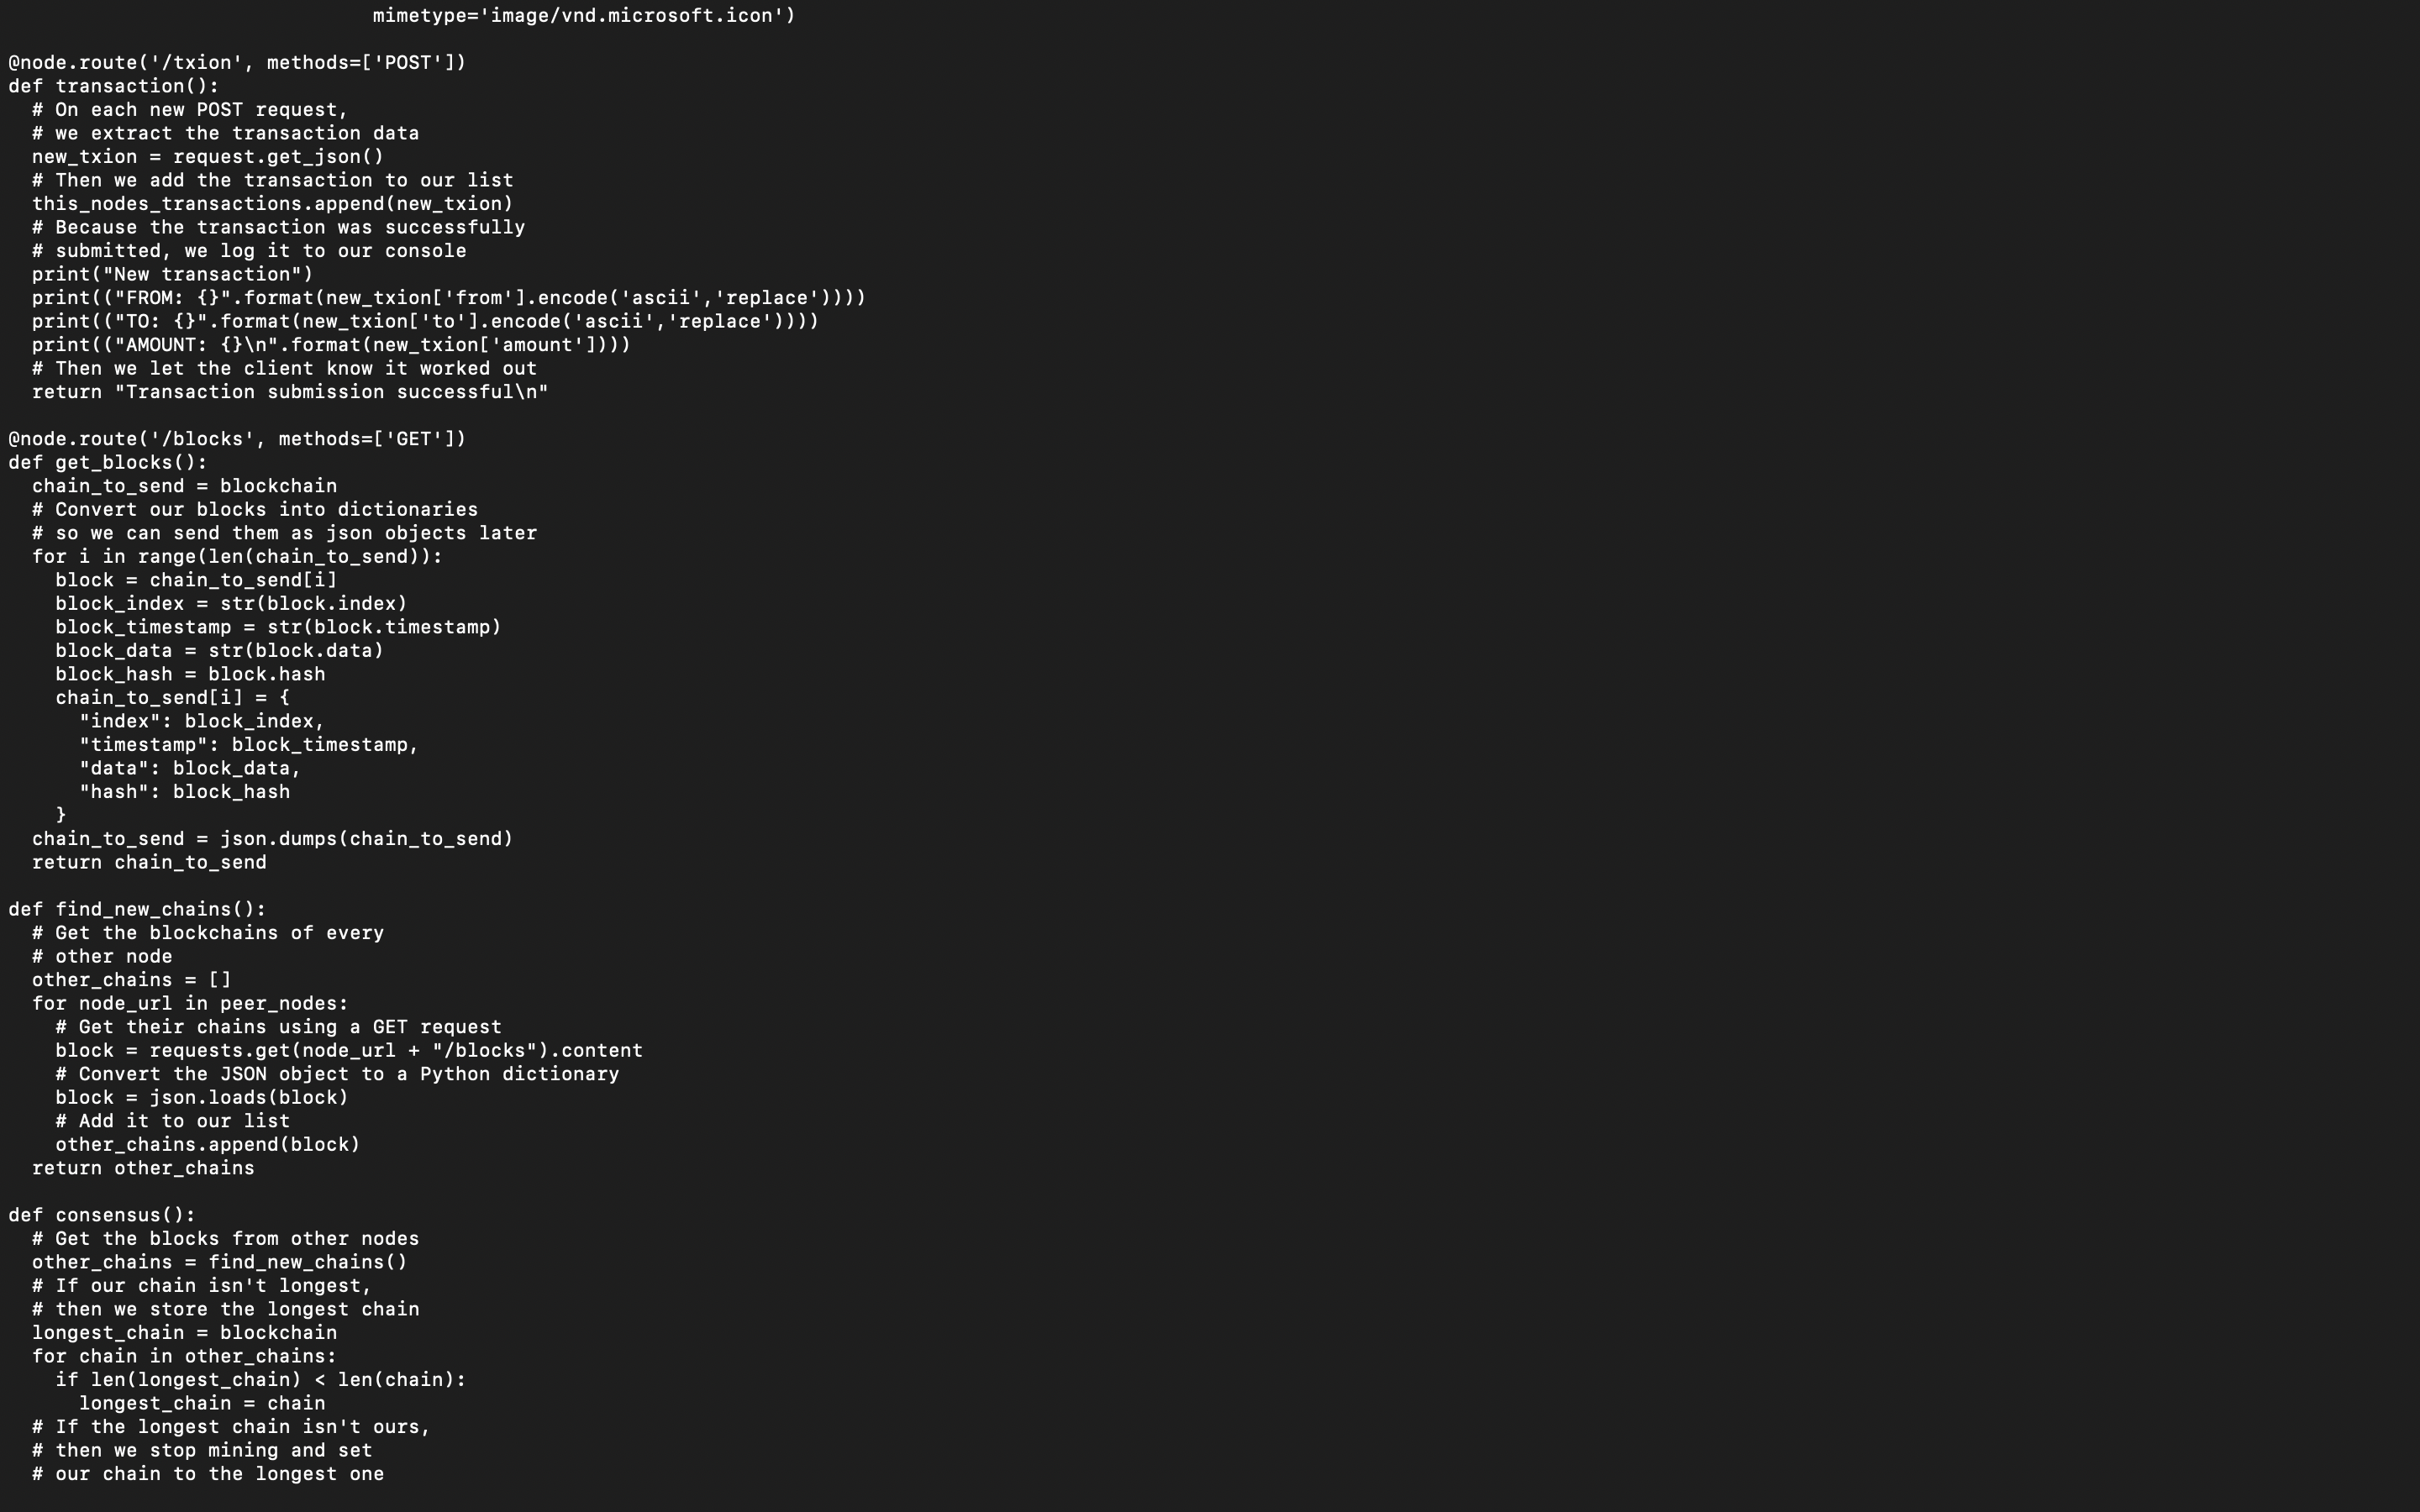 mimetype='image/vnd.microsoft.icon')

@node.route('/txion', methods=['POST'])
def transaction():
  # On each new POST request,
  # we extract the transaction data
  new_txion = request.get_json()
  # Then we add the transaction to our list
  this_nodes_transactions.append(new_txion)
  # Because the transaction was successfully
  # submitted, we log it to our console
  print("New transaction")
  print(("FROM: {}".format(new_txion['from'].encode('ascii','replace'))))
  print(("TO: {}".format(new_txion['to'].encode('ascii','replace'))))
  print(("AMOUNT: {}\n".format(new_txion['amount'])))
  # Then we let the client know it worked out
  return "Transaction submission successful\n"

@node.route('/blocks', methods=['GET'])
def get_blocks():
  chain_to_send = blockchain
  # Convert our blocks into dictionaries
  # so we can send them as json objects later
  for i in range(len(chain_to_send)):
    block = chain_to_send[i]
    block_index = str(block.index)
    block_timestamp = str(block.timestamp)
    block_data = str(block.data)
    block_hash = block.hash
    chain_to_send[i] = {
      "index": block_index,
      "timestamp": block_timestamp,
      "data": block_data,
      "hash": block_hash
    }
  chain_to_send = json.dumps(chain_to_send)
  return chain_to_send

def find_new_chains():
  # Get the blockchains of every
  # other node
  other_chains = []
  for node_url in peer_nodes:
    # Get their chains using a GET request
    block = requests.get(node_url + "/blocks").content
    # Convert the JSON object to a Python dictionary
    block = json.loads(block)
    # Add it to our list
    other_chains.append(block)
  return other_chains

def consensus():
  # Get the blocks from other nodes
  other_chains = find_new_chains()
  # If our chain isn't longest,
  # then we store the longest chain
  longest_chain = blockchain
  for chain in other_chains:
    if len(longest_chain) < len(chain):
      longest_chain = chain
  # If the longest chain isn't ours,
  # then we stop mining and set
  # our chain to the longest one